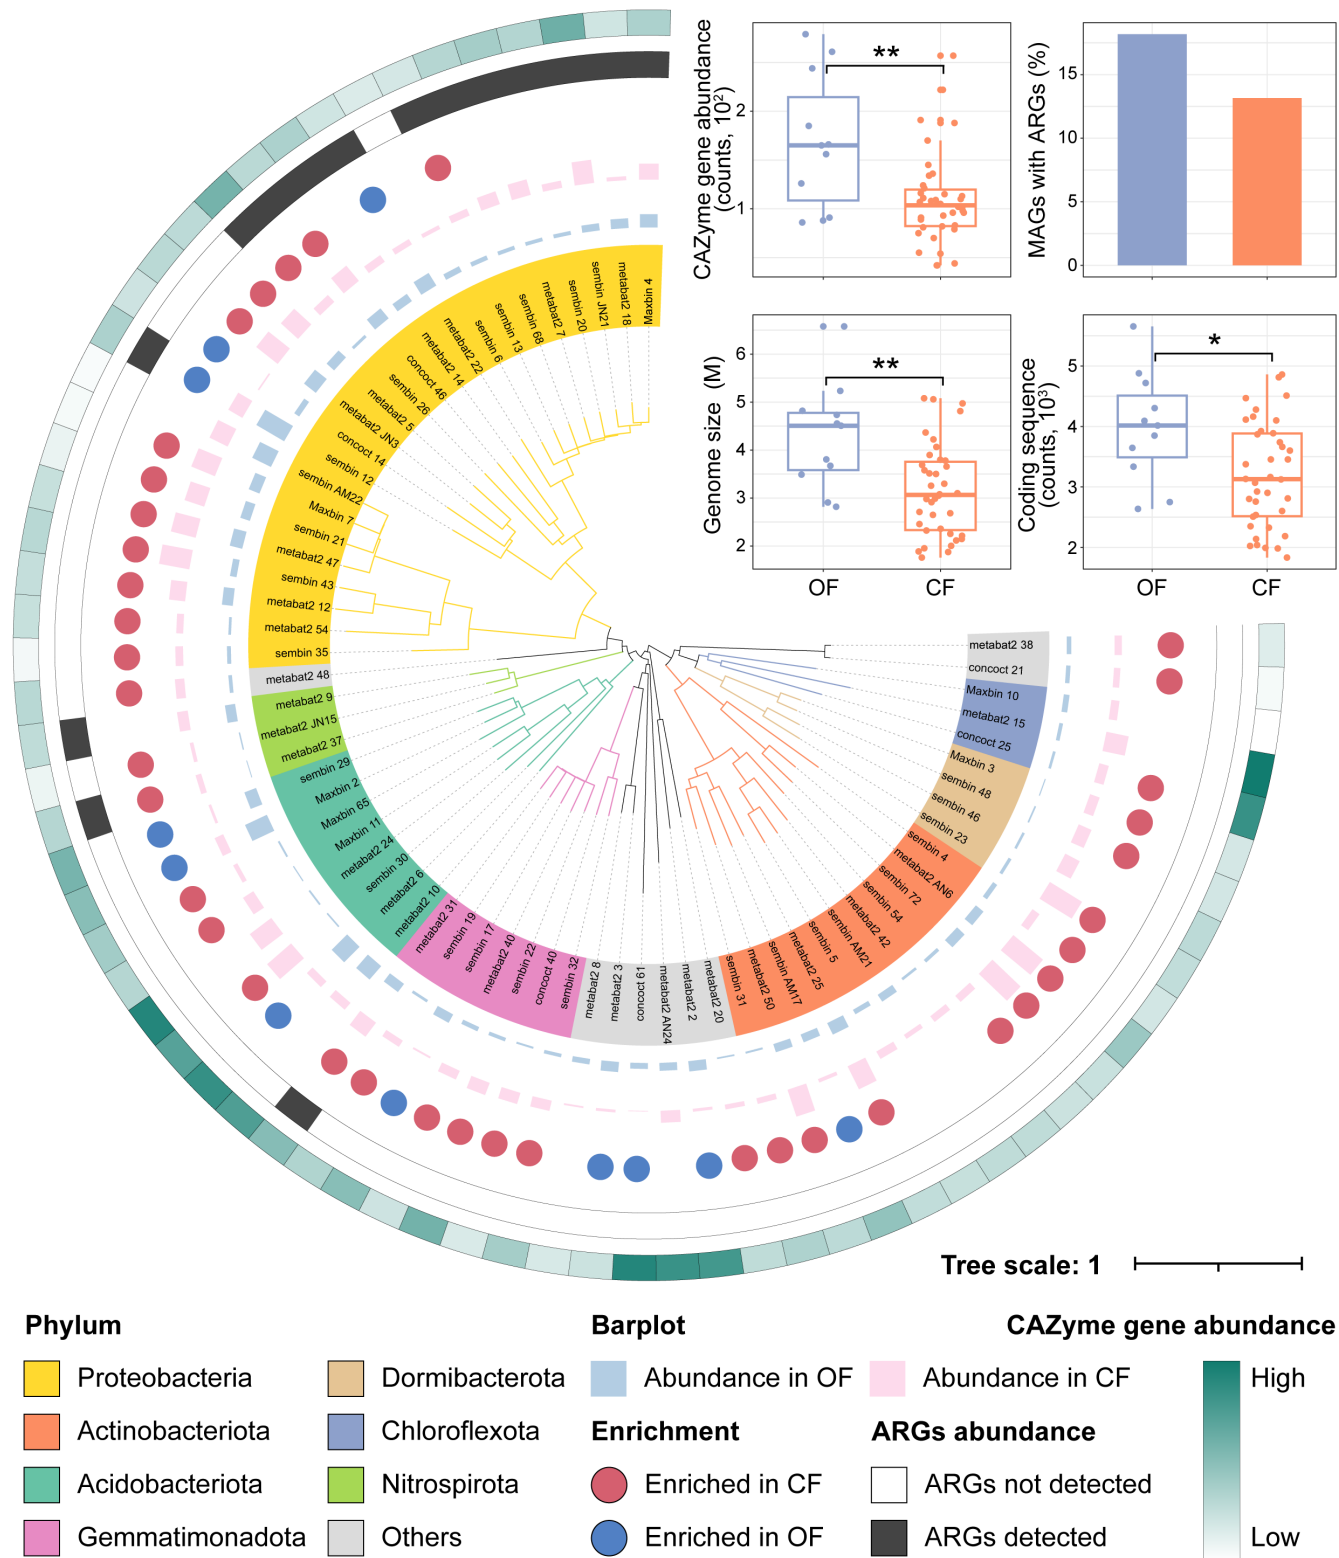 CAZyme gene abundance
(counts, 10²)
2
1
**
MAGs with ARGs (%)
15
10
5
0
Genome size (M)
6
5
4
3
2
**
OF
CF
Coding sequence
(counts, 10³)
5
4
3
2
*
OF
CF
Maxbin 4
metabat2 18
sembin JN21
sembin 20
metabat2 7
sembin 68
sembin 13
sembin 6
metabat2 22
metabat2 14
concoct 46
sembin 26
metabat2 5
metabat2 JN3
concoct 14
sembin 12
sembin AM22
Maxbin 7
sembin 21
metabat2 47
sembin 43
metabat2 12
metabat2 54
sembin 35
metabat2 48
metabat2 9
metabat2 JN15
metabat2 37
sembin 29
Maxbin 2
Maxbin 65
Maxbin 11
metabat2 24
sembin 30
metabat2 6
metabat2 10
metabat2 31
sembin 19
sembin 17
metabat2 40
sembin 22
concoct 40
sembin 32
metabat2 8
metabat2 3
concoct 61
metabat2 AN24
metabat2 2
metabat2 20
sembin 31
metabat2 50
sembin AM17
metabat2 25
sembin 5
sembin AM21
metabat2 42
sembin 54
sembin 72
metabat2 AN6
sembin 4
sembin 23
sembin 46
sembin 48
Maxbin 3
concoct 25
metabat2 15
Maxbin 10
concoct 21
metabat2 38
Tree scale: 1
Phylum
Proteobacteria
Actinobacteriota
Acidobacteriota
Gemmatimonadota
Dormibacterota
Chloroflexota
Nitrospirota
Others
Barplot
Abundance in OF
Abundance in CF
Enrichment
Enriched in CF
Enriched in OF
ARGs abundance
ARGs not detected
ARGs detected
CAZyme gene abundance
High
Low